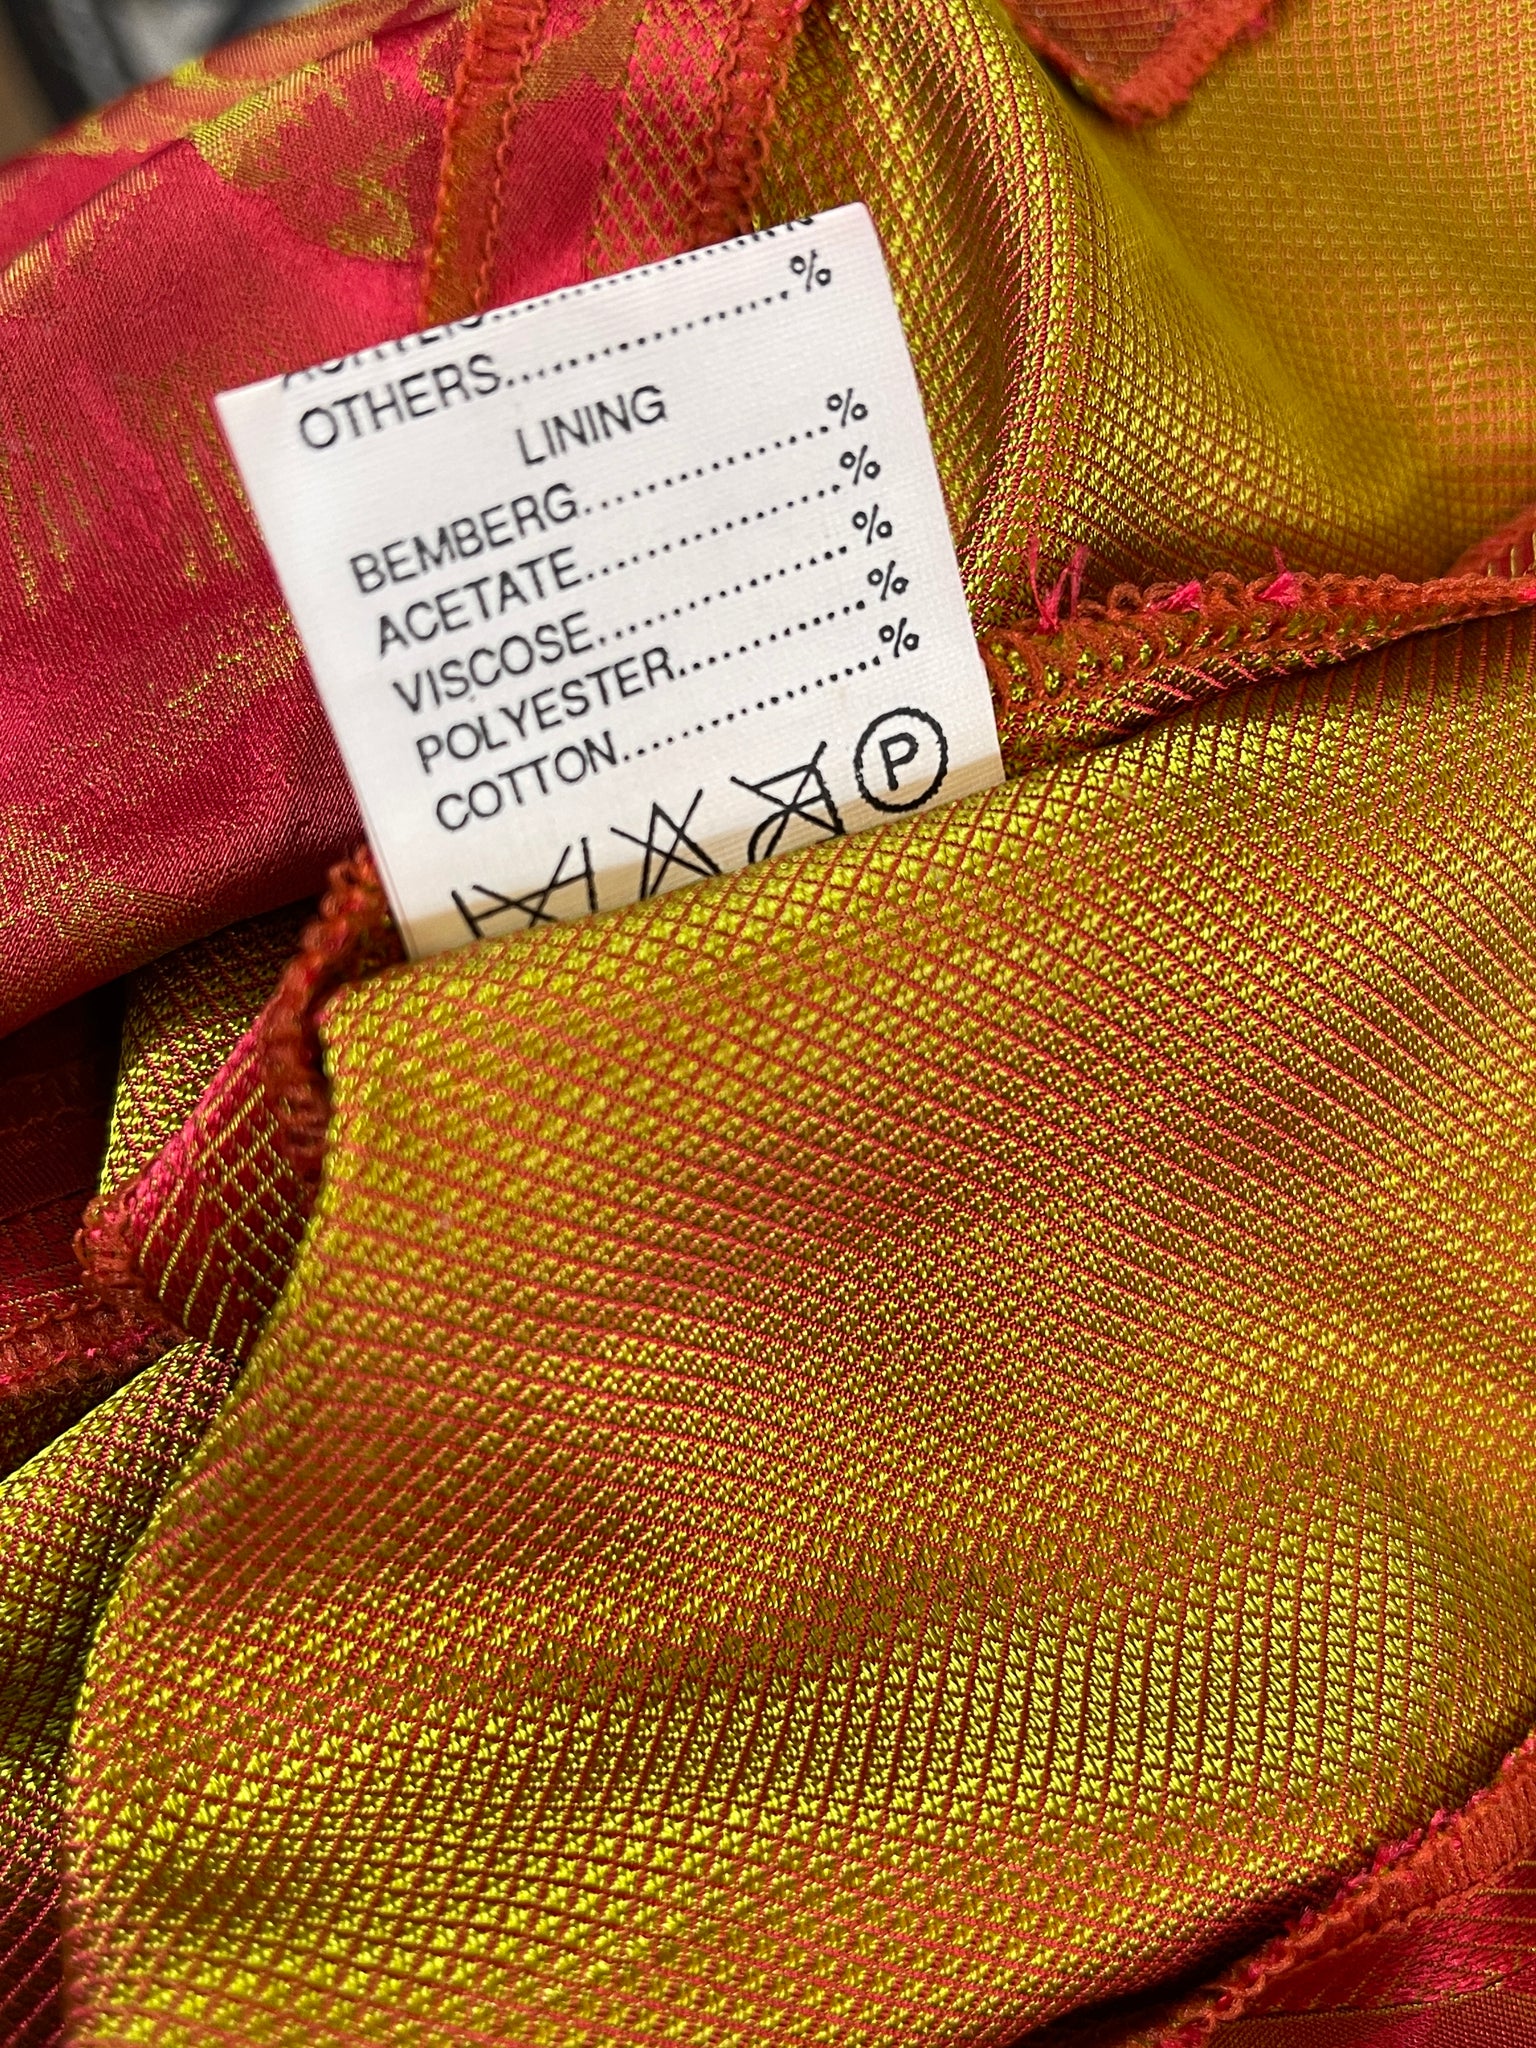 OTHERS......................%
LINING
BEMBERG...................%
ACETATE....................%
VISCOSE....................%
POLYESTER...............%
COTTON.....................%
P